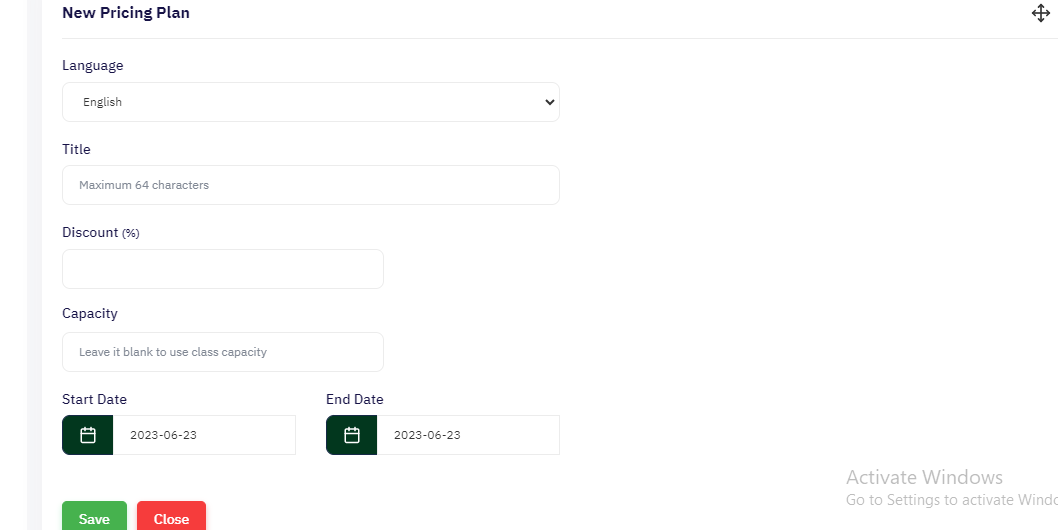 New Pricing Plan
Language
English
Title
Maximum 64 characters
Discount (%)
Capacity
Leave it blank to use class capacity
Start Date End Date
2023-06-23 2023-06-23
Activate Windows
Go to Settings to activate Windo
Save Close